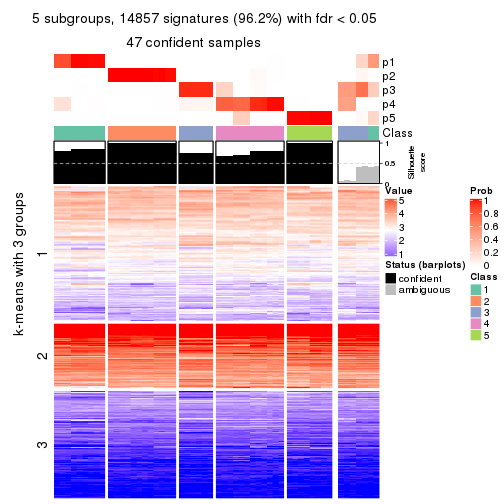 5 subgroups, 14857 signatures (96.2%) with fdr < 0.05
47 confident samples
p1
p2
p3
p4
p5
Class
1
0.5
0
Silhouette
score
k-means with 3 groups
1
2
3
Value
5
4
3
2
1
Status (barplots)
confident
ambiguous
Prob
1
0.8
0.6
0.4
0.2
0
Class
1
2
3
4
5